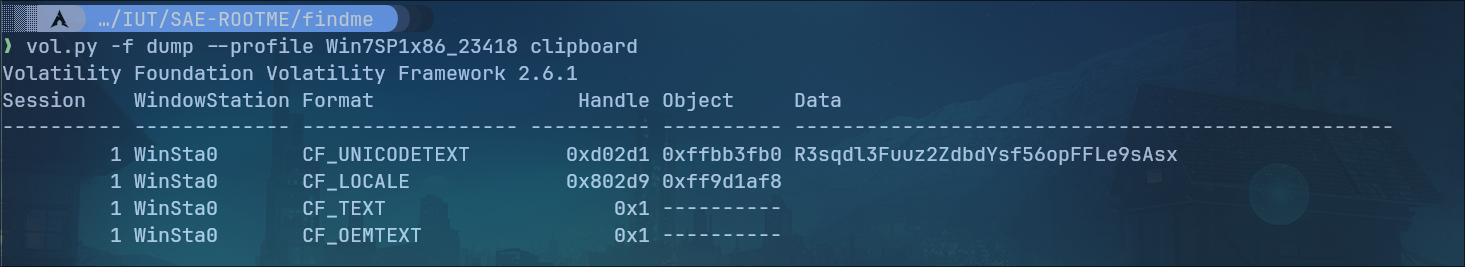 …/IUT/SAE-ROOTME/findme
❯ vol.py -f dump --profile Win7SP1x86_23418 clipboard
Volatility Foundation Volatility Framework 2.6.1
Session    WindowStation Format                 Handle Object     Data
---------- ------------- ------------------ ---------- ---------- --------------------------------------------------
         1 WinSta0       CF_UNICODETEXT        0xd02d1 0xffbb3fb0 R3sqdl3Fuuz2ZdbdYsf56opFFLe9sAsx
         1 WinSta0       CF_LOCALE             0x802d9 0xff9d1af8
         1 WinSta0       CF_TEXT                   0x1 ----------
         1 WinSta0       CF_OEMTEXT                0x1 ----------